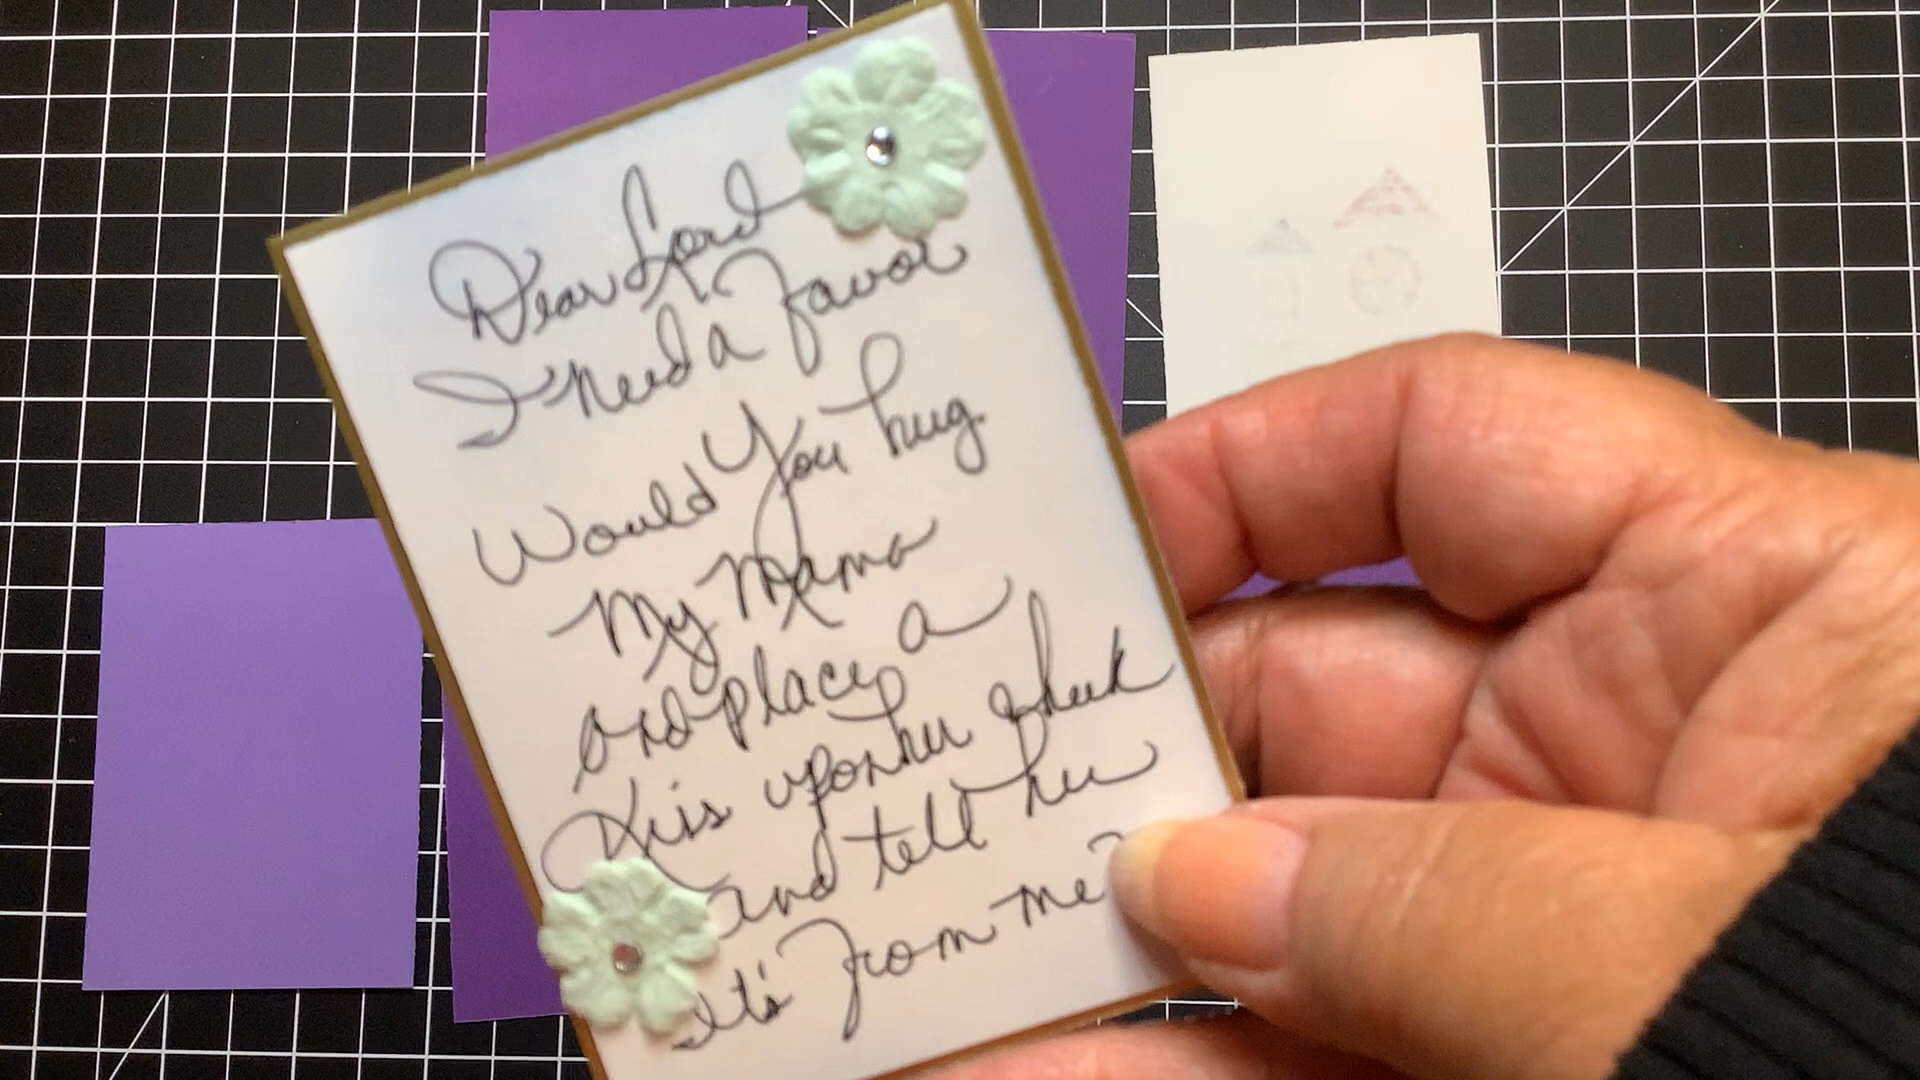 Dear Lord
I need a Favor
Would You hug
My Mama
and place a
Kiss upon her cheek
and tell her
It's From me?